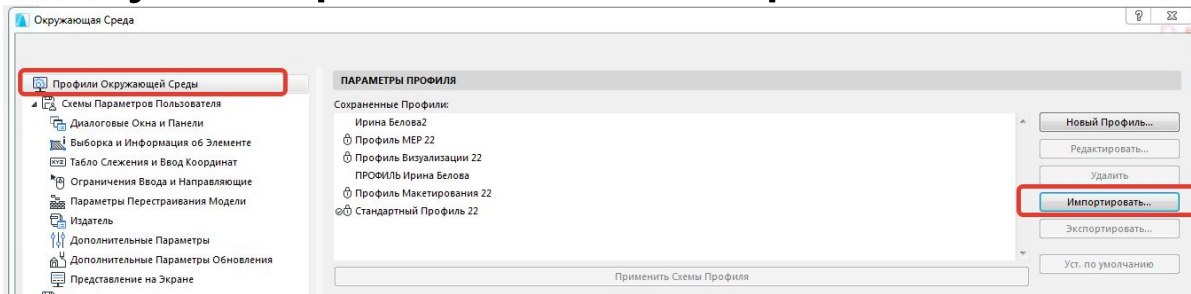 Окружающая Среда
Профили Окружающей Среды
Схемы Параметров Пользователя
Диалоговые Окна и Панели
Выборка и Информация об Элементе
Табло Слежения и Ввод Координат
Ограничения Ввода и Направляющие
Параметры Перестраивания Модели
Издатель
Дополнительные Параметры
Дополнительные Параметры Обновления
Представление на Экране
ПАРАМЕТРЫ ПРОФИЛЯ
Сохраненные Профили:
Ирина Белова2
Профиль MEP 22
Профиль Визуализации 22
ПРОФИЛЬ Ирина Белова
Профиль Макетирования 22
Стандартный Профиль 22
Применить Схемы Профиля
Новый Профиль...
Редактировать...
Удалить
Импортировать...
Экспортировать...
Уст. по умолчанию